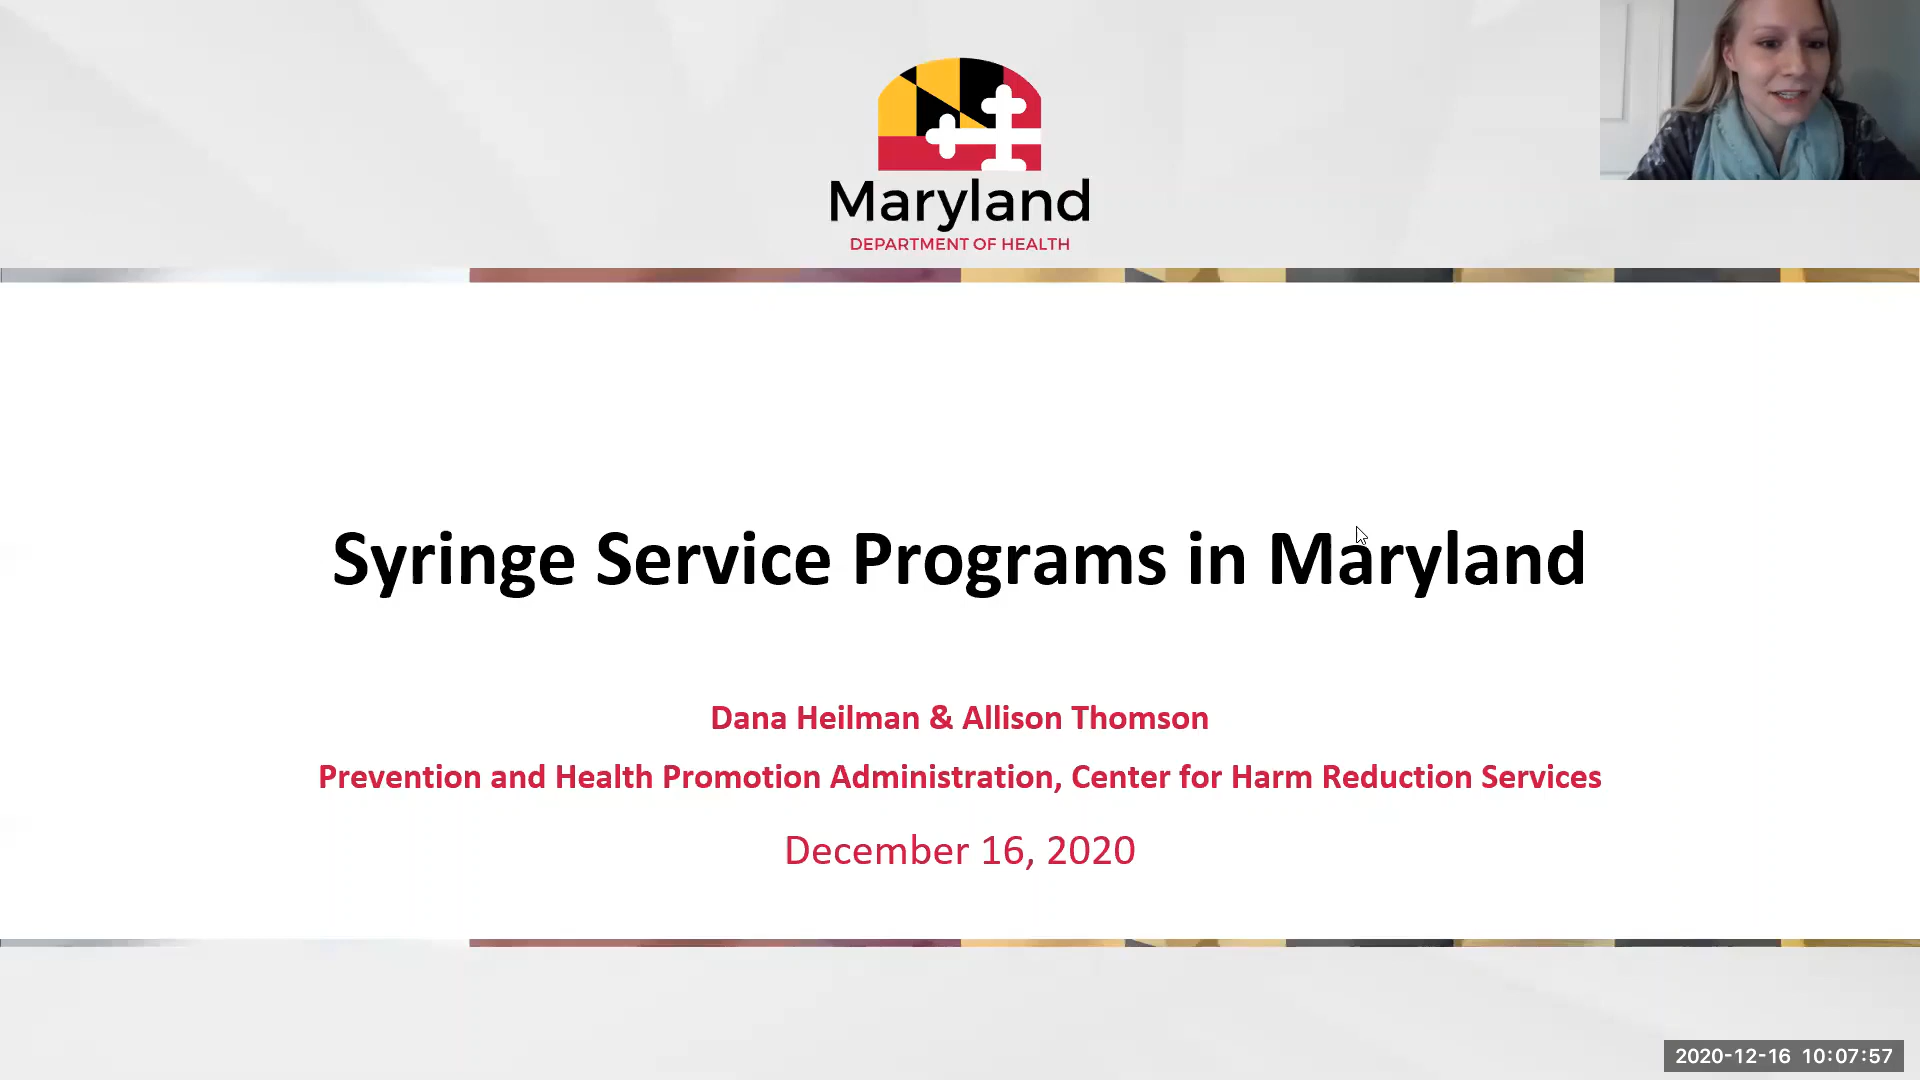 Maryland
DEPARTMENT OF HEALTH
Syringe Service Programs in Maryland
Dana Heilman & Allison Thomson
Prevention and Health Promotion Administration, Center for Harm Reduction Services
December 16, 2020
2020-12-16 10:07:57